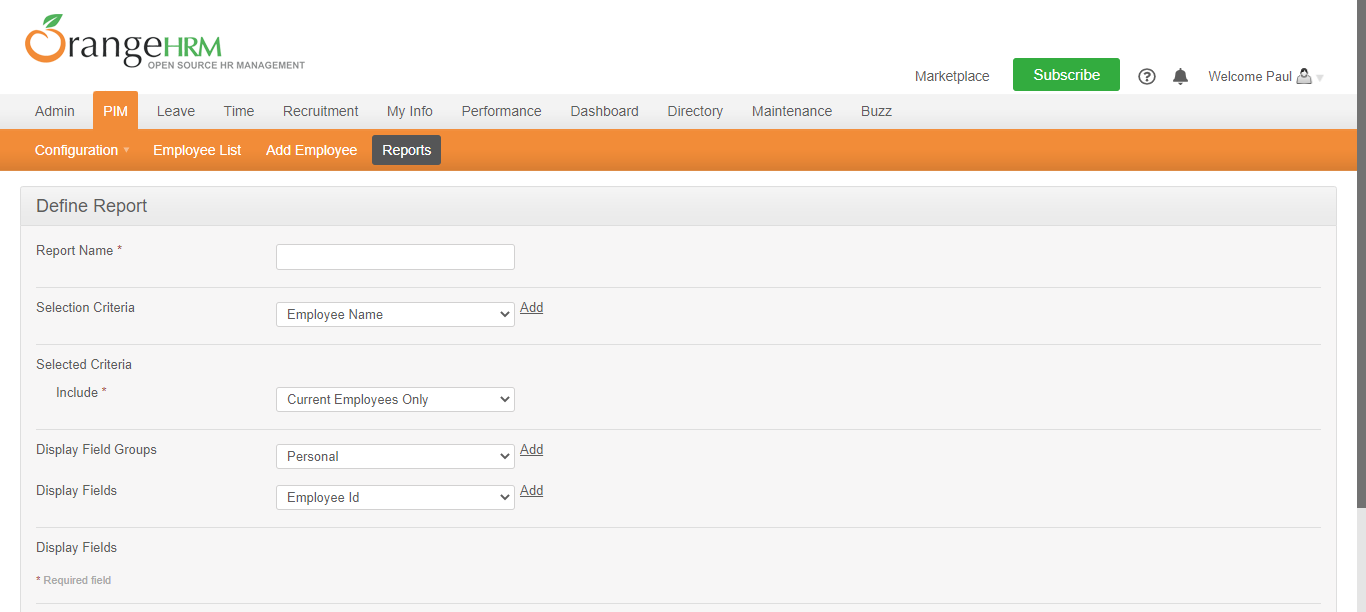 OrangeHRM
OPEN SOURCE HR MANAGEMENT
Marketplace Subscribe Welcome Paul
Admin PIM Leave Time Recruitment My Info Performance Dashboard Directory Maintenance Buzz
Configuration Employee List Add Employee Reports
Define Report
Report Name *
Selection Criteria Employee Name Add
Selected Criteria
Include * Current Employees Only
Display Field Groups Personal Add
Display Fields Employee Id Add
Display Fields
* Required field